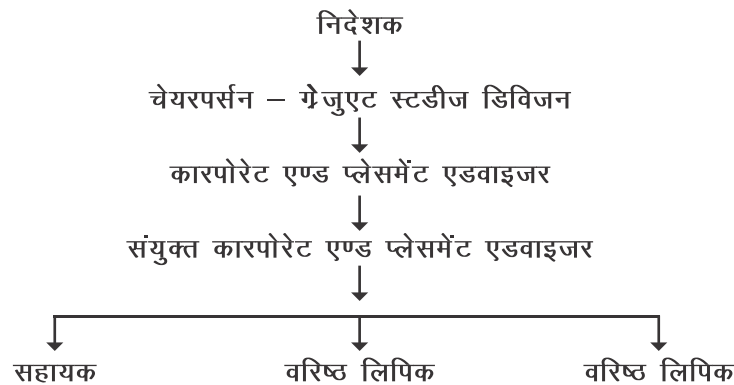 निदेशक
चेयरपर्सन – ग्रेजुएट स्टडीज डिविजन
कारपोरेट एण्ड प्लेसमेंट एडवाइजर
संयुक्त कारपोरेट एण्ड प्लेसमेंट एडवाइजर
सहायक वरिष्ठ लिपिक वरिष्ठ लिपिक